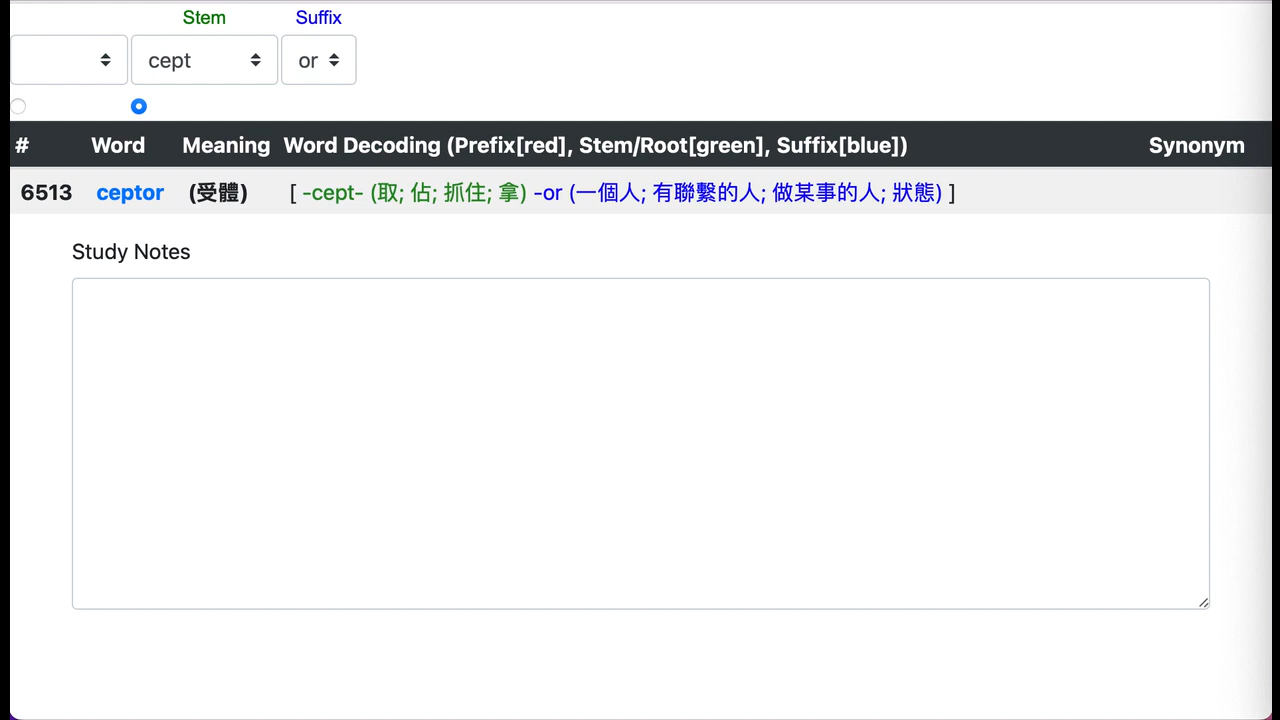 Stem Suffix
cept or
# Word Meaning Word Decoding (Prefix[red], Stem/Root[green], Suffix[blue]) Synonym
6513 ceptor (受體) [ -cept- (取; 佔; 抓住; 拿) -or (一個人; 有聯繫的人; 做某事的人; 狀態) ]
Study Notes